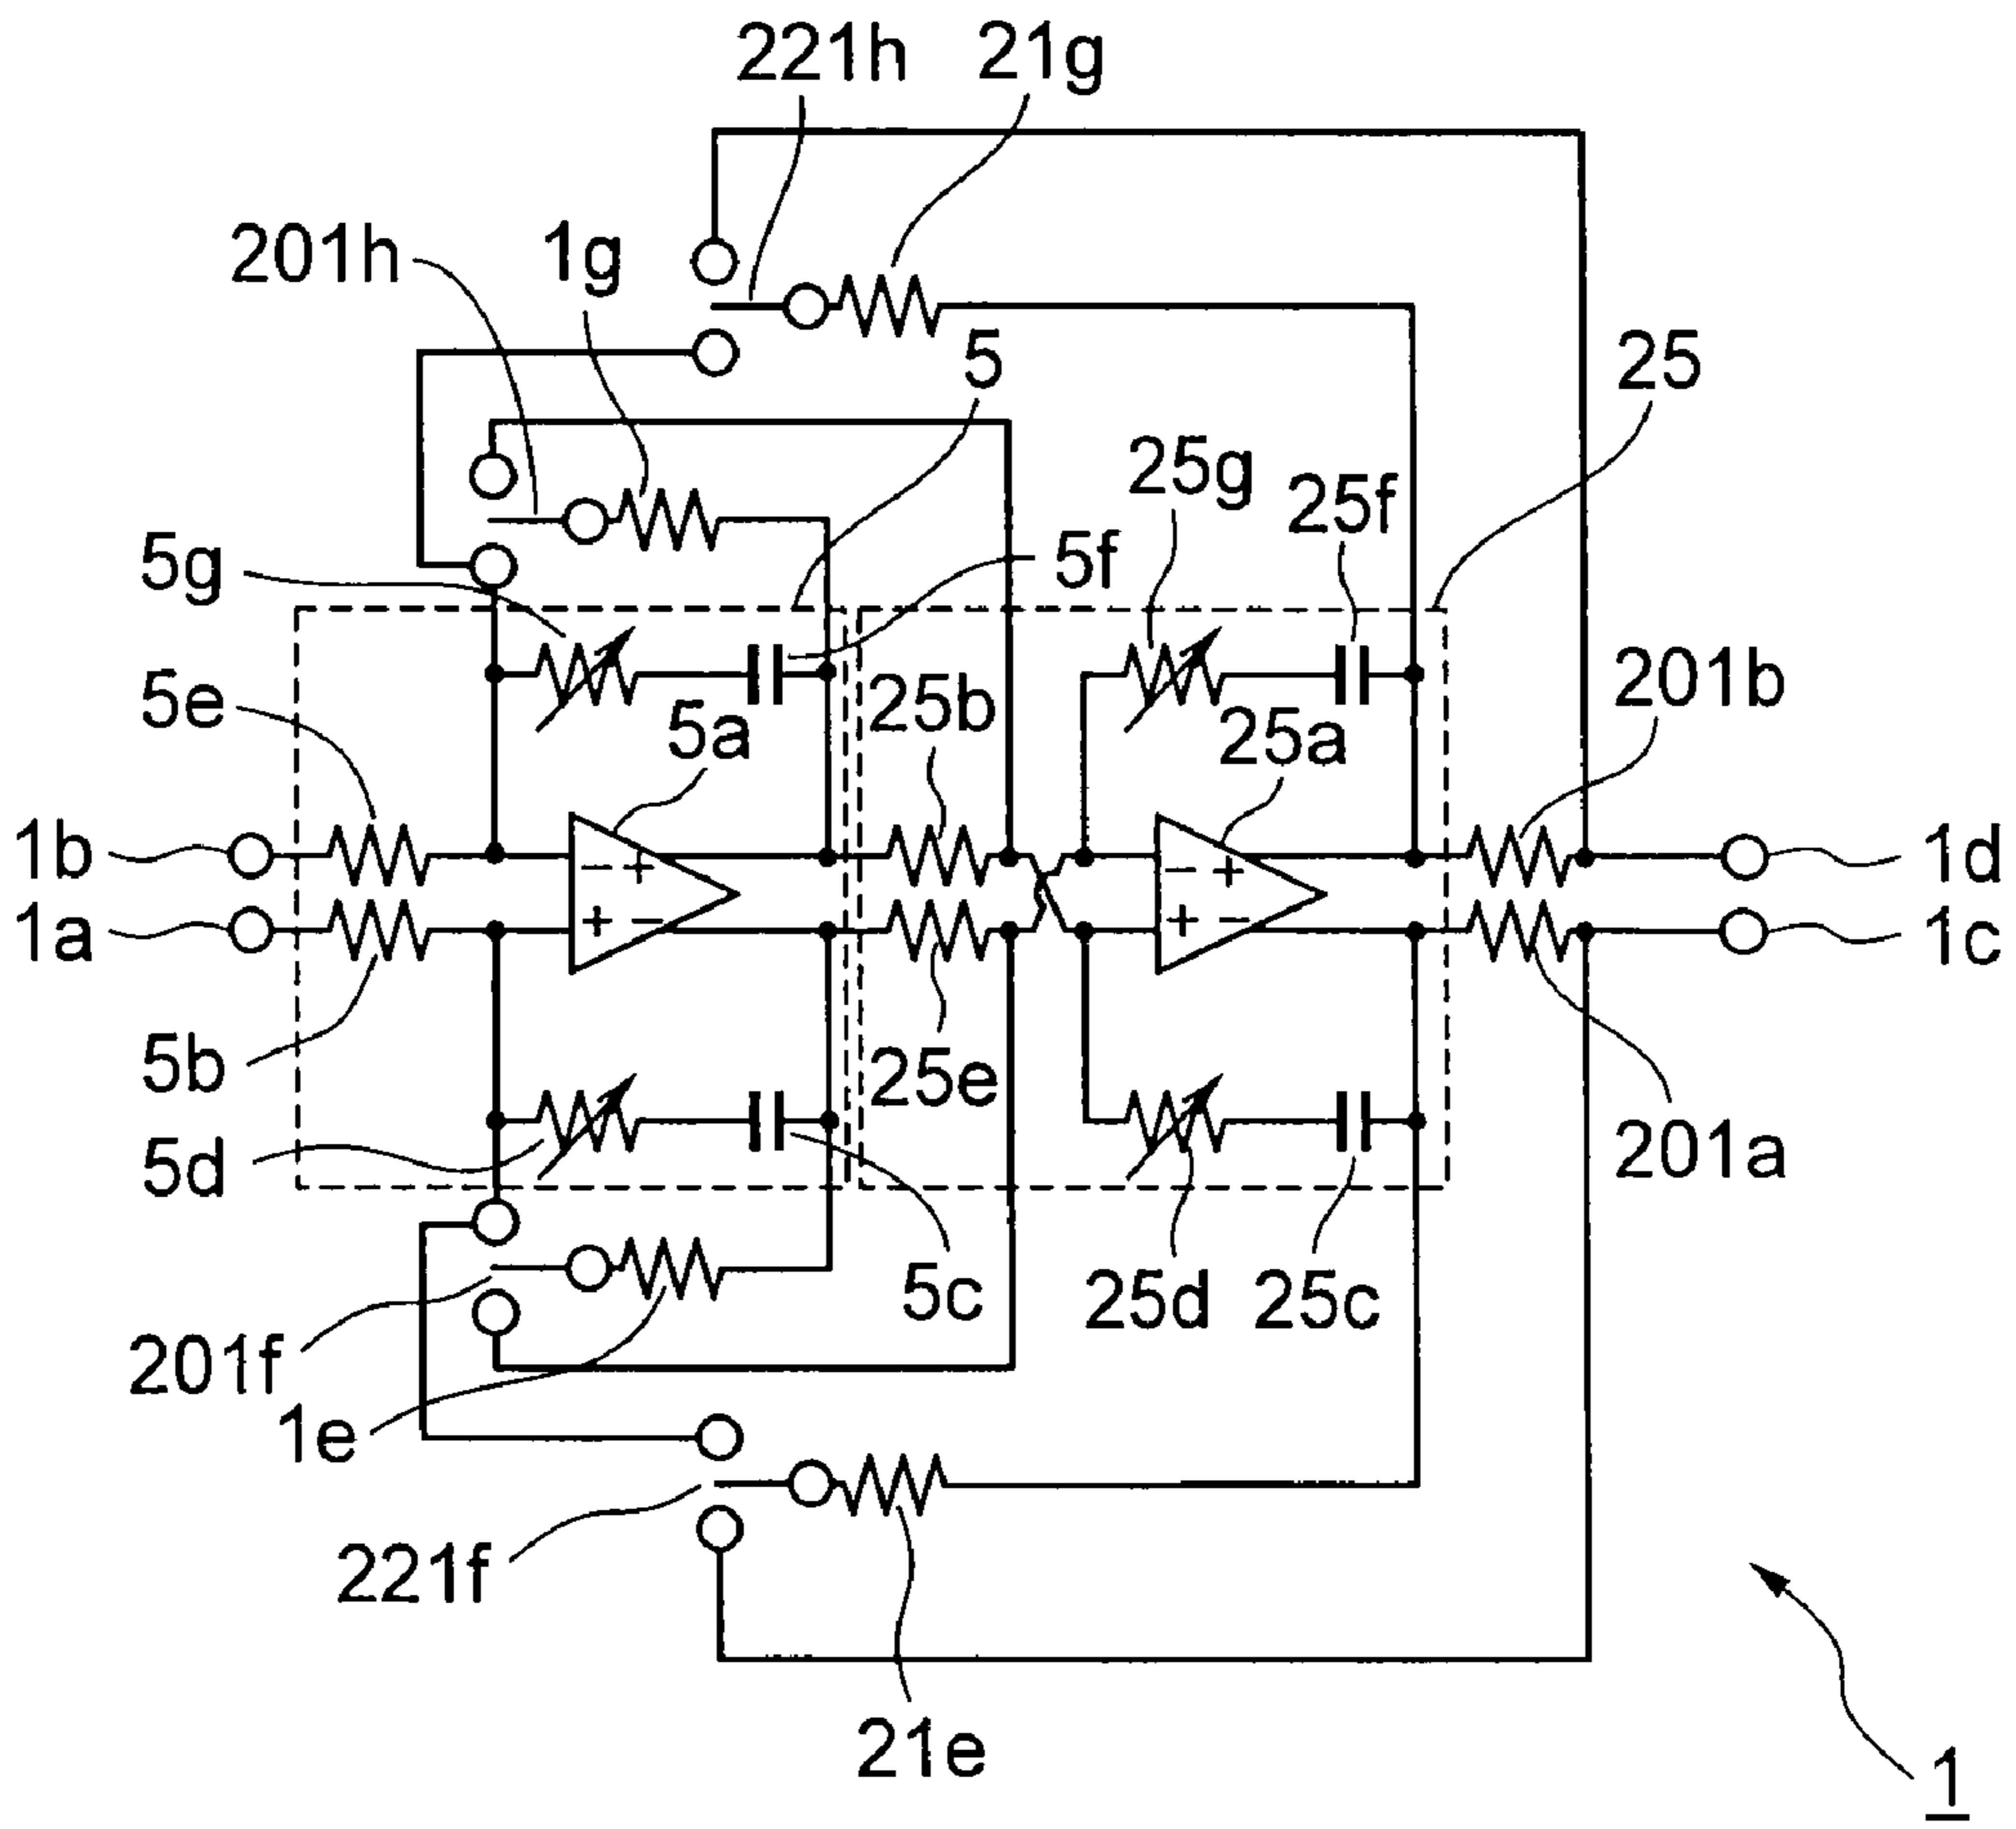 221h 21g
201h 1g
5 25
5g 5f 25g 25f
5e 5a 25b 25a 201b
1b − + − + 1d
1a + − + − 1c
5b 25e
5d 201a
5c 25d 25c
201f
1e
221f
21e
1